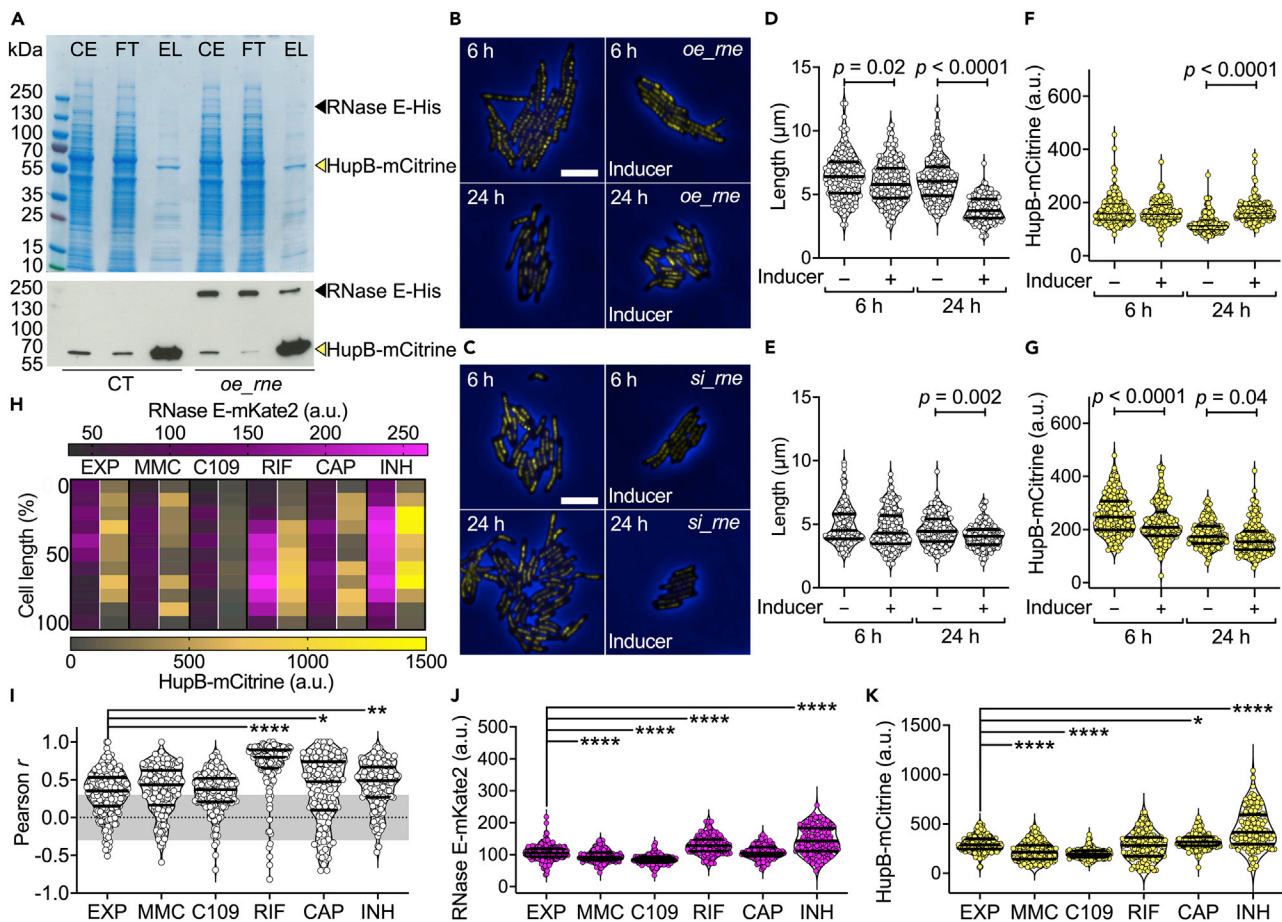 A
kDa
CE FT EL CE FT EL
250
130
100
70
55
35
25
15
10
RNase E-His
HupB-mCitrine
250
130
100
70
55
RNase E-His
HupB-mCitrine
CT oe_rne
B
6 h
6 h oe_rne
Inducer
24 h
24 h oe_rne
Inducer
C
6 h
6 h si_rne
Inducer
24 h
24 h si_rne
Inducer
D
p = 0.02 p < 0.0001
Length (µm)
15
10
5
0
Inducer − + − +
6 h 24 h
E
p = 0.002
Length (µm)
15
10
5
0
Inducer − + − +
6 h 24 h
F
p < 0.0001
HupB-mCitrine (a.u.)
600
400
200
0
Inducer − + − +
6 h 24 h
G
p < 0.0001 p = 0.04
HupB-mCitrine (a.u.)
600
400
200
0
Inducer − + − +
6 h 24 h
H
RNase E-mKate2 (a.u.)
50 100 150 200 250
EXP MMC C109 RIF CAP INH
Cell length (%)
0
50
100
0 500 1000 1500
HupB-mCitrine (a.u.)
I
**
*
****
Pearson r
1.0
0.5
0.0
-0.5
-1.0
EXP MMC C109 RIF CAP INH
J
****
****
****
****
RNase E-mKate2 (a.u.)
500
400
300
200
100
0
EXP MMC C109 RIF CAP INH
K
****
*
****
****
HupB-mCitrine (a.u.)
1500
1000
500
0
EXP MMC C109 RIF CAP INH